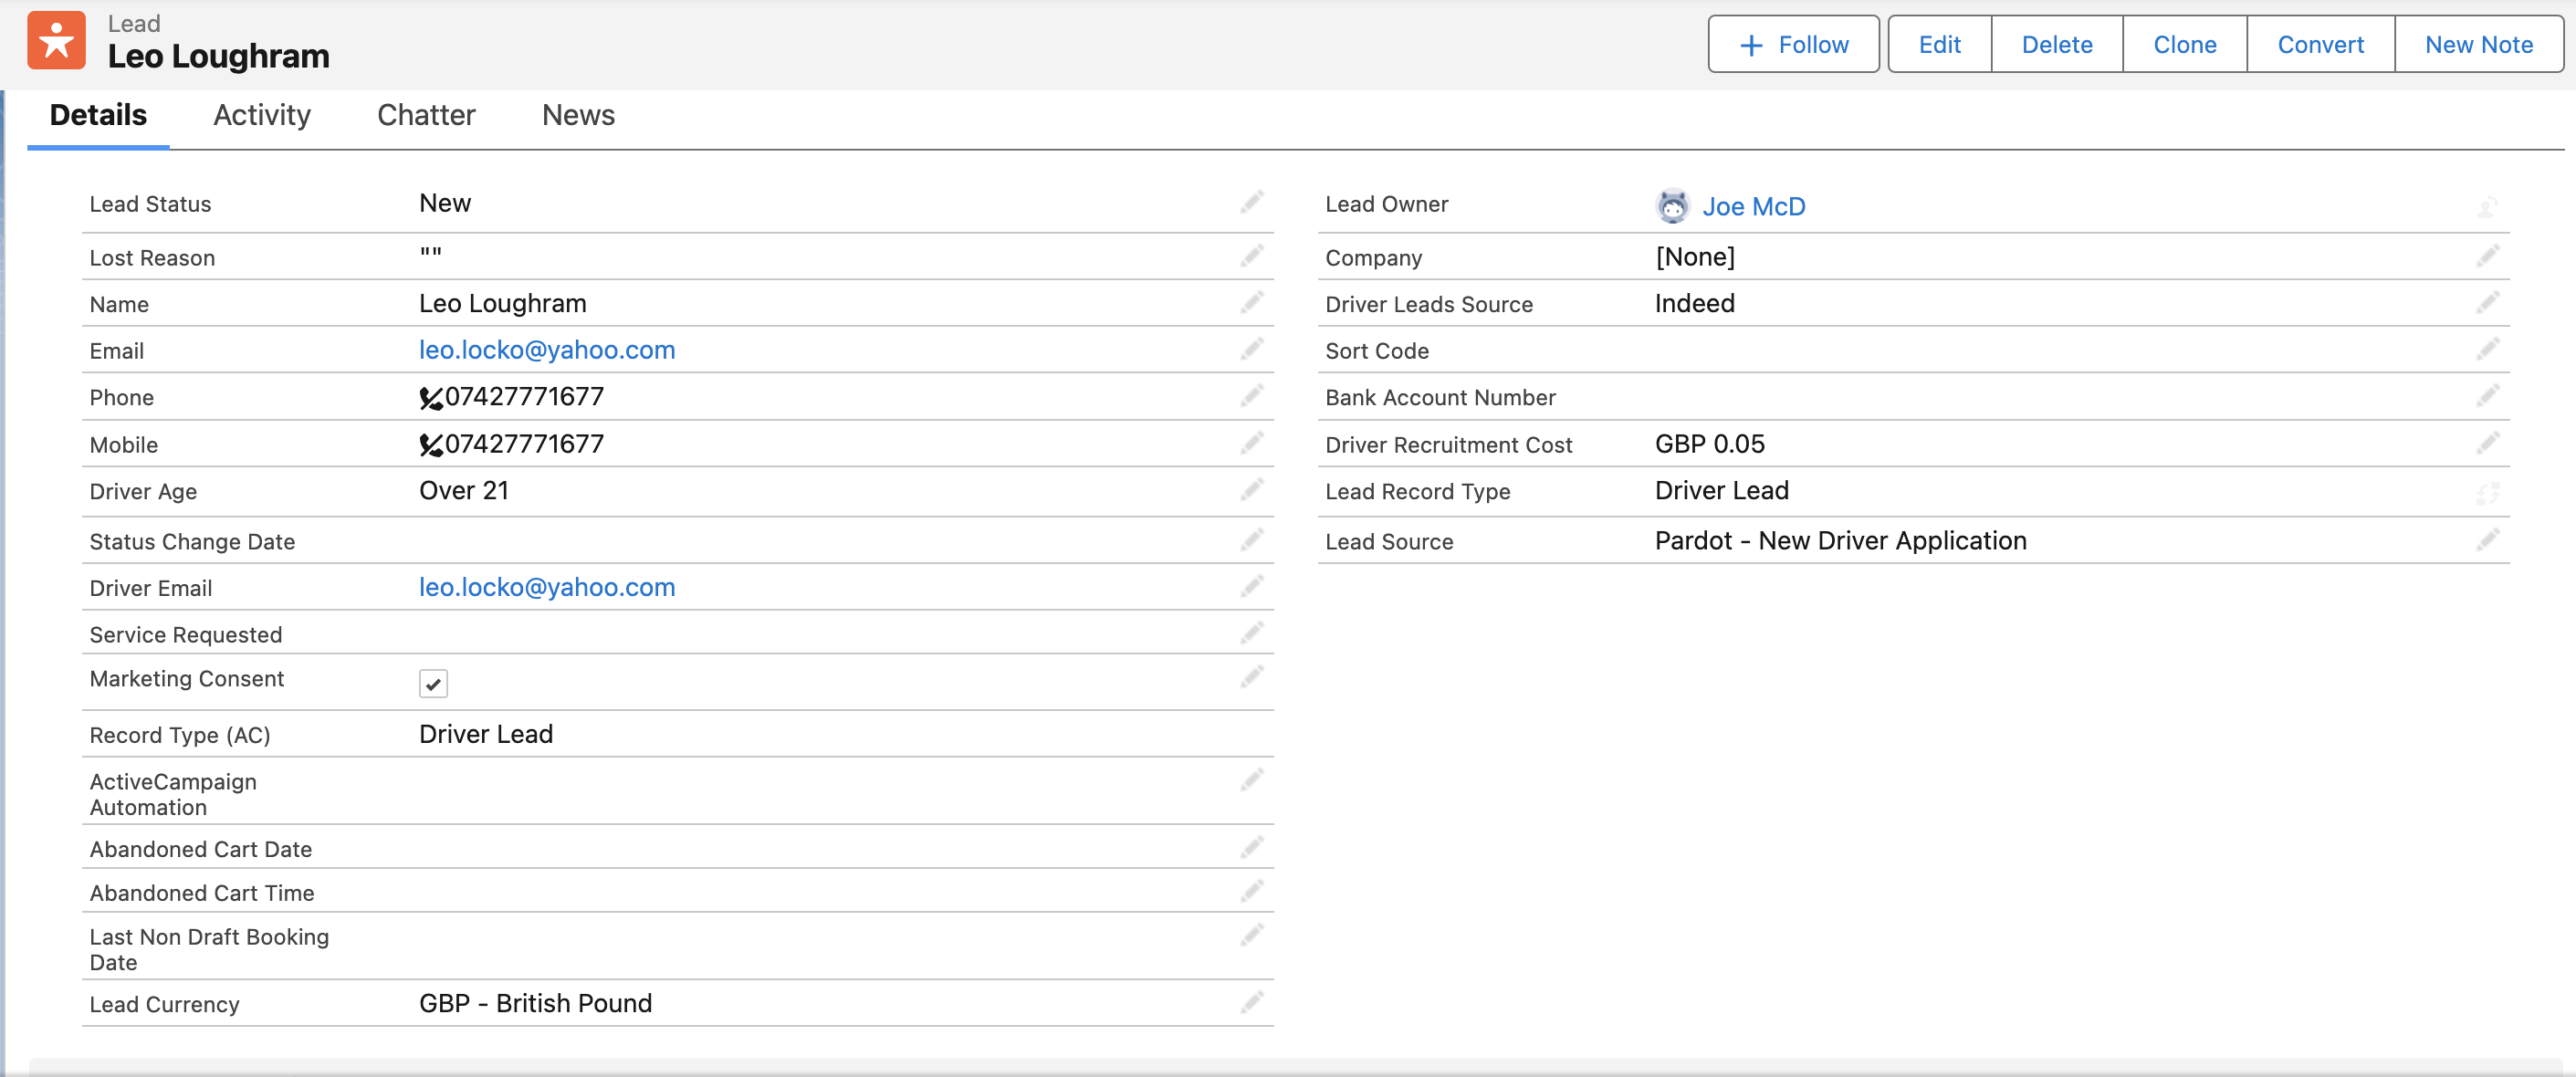 Lead
Leo Loughram
Follow
Edit
Delete
Clone
Convert
New Note
Details
Activity
Chatter
News
Lead Status
New
Lost Reason
""
Name
Leo Loughram
Email
leo.locko@yahoo.com
Phone
07427771677
Mobile
07427771677
Driver Age
Over 21
Status Change Date
Driver Email
leo.locko@yahoo.com
Service Requested
Marketing Consent
Record Type (AC)
Driver Lead
ActiveCampaign
Automation
Abandoned Cart Date
Abandoned Cart Time
Last Non Draft Booking
Date
Lead Currency
GBP - British Pound
Lead Owner
Joe McD
Company
[None]
Driver Leads Source
Indeed
Sort Code
Bank Account Number
Driver Recruitment Cost
GBP 0.05
Lead Record Type
Driver Lead
Lead Source
Pardot - New Driver Application